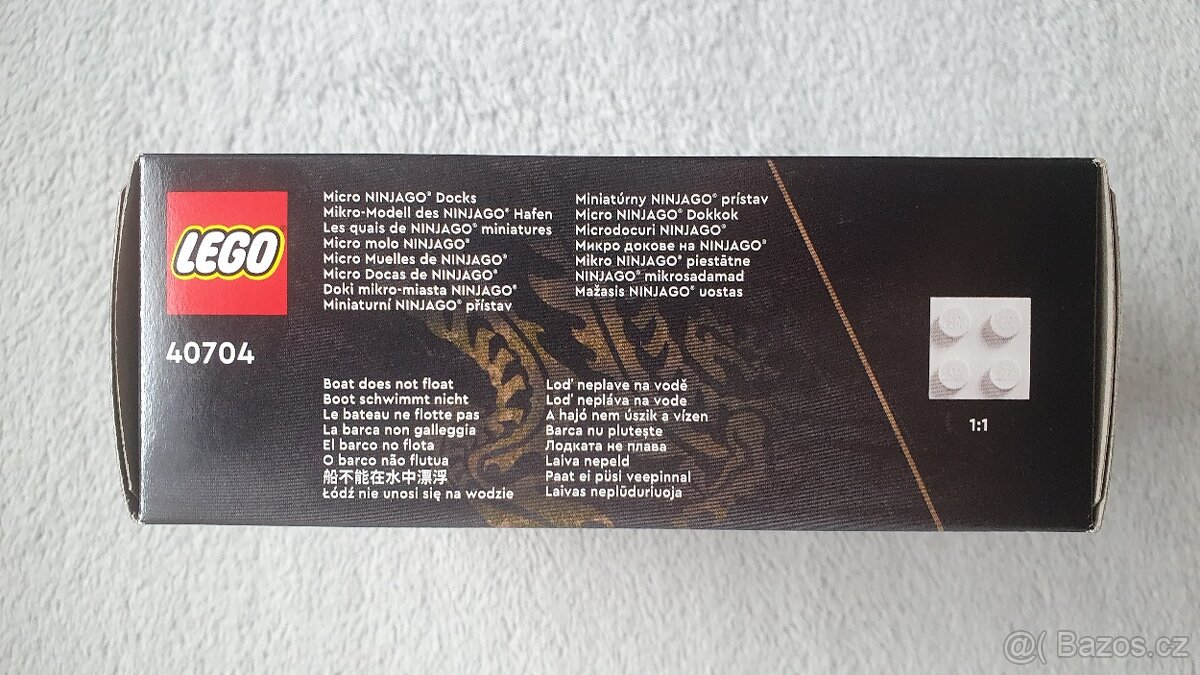 LEGO
40704
Micro NINJAGO® Docks
Mikro-Modell des NINJAGO® Hafen
Les quais de NINJAGO® miniatures
Micro molo NINJAGO®
Micro Muelles de NINJAGO®
Micro Docas de NINJAGO®
Doki mikro-miasta NINJAGO®
Miniaturní NINJAGO® přístav
Miniatúrny NINJAGO® prístav
Micro NINJAGO® Dokkok
Microdocuri NINJAGO®
Микро докове на NINJAGO®
Mikro NINJAGO® piestātne
NINJAGO® mikrosadamad
Mažasis NINJAGO® uostas
Boat does not float
Boot schwimmt nicht
Le bateau ne flotte pas
La barca non galleggia
El barco no flota
O barco não flutua
船不能在水中漂浮
Łódź nie unosi się na wodzie
Loď neplave na vodě
Loď nepláva na vode
A hajó nem úszik a vízen
Barca nu plutește
Лодката не плава
Laiva nepeld
Paat ei püsi veepinnal
Laivas neplūduriuoja
1:1
@( Bazos.cz